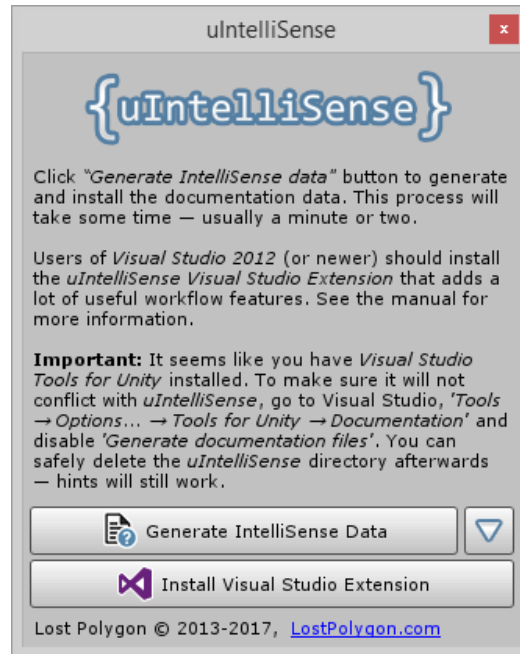 uIntelliSense
x
{uIntelliSense}
Click “Generate IntelliSense data” button to generate
and install the documentation data. This process will
take some time — usually a minute or two.
Users of Visual Studio 2012 (or newer) should install
the uIntelliSense Visual Studio Extension that adds a
lot of useful workflow features. See the manual for
more information.
Important: It seems like you have Visual Studio
Tools for Unity installed. To make sure it will not
conflict with uIntelliSense, go to Visual Studio, 'Tools
→ Options... → Tools for Unity → Documentation' and
disable 'Generate documentation files'. You can
safely delete the uIntelliSense directory afterwards
— hints will still work.
Generate IntelliSense Data
Install Visual Studio Extension
Lost Polygon © 2013-2017, LostPolygon.com